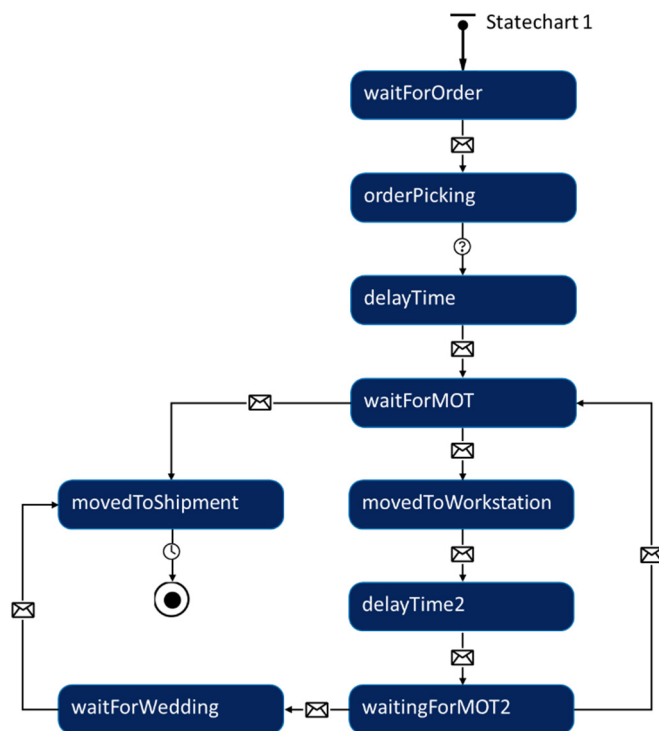 Statechart 1
waitForOrder
orderPicking
?
delayTime
waitForMOT
movedToShipment
movedToWorkstation
delayTime2
waitForWedding
waitingForMOT2